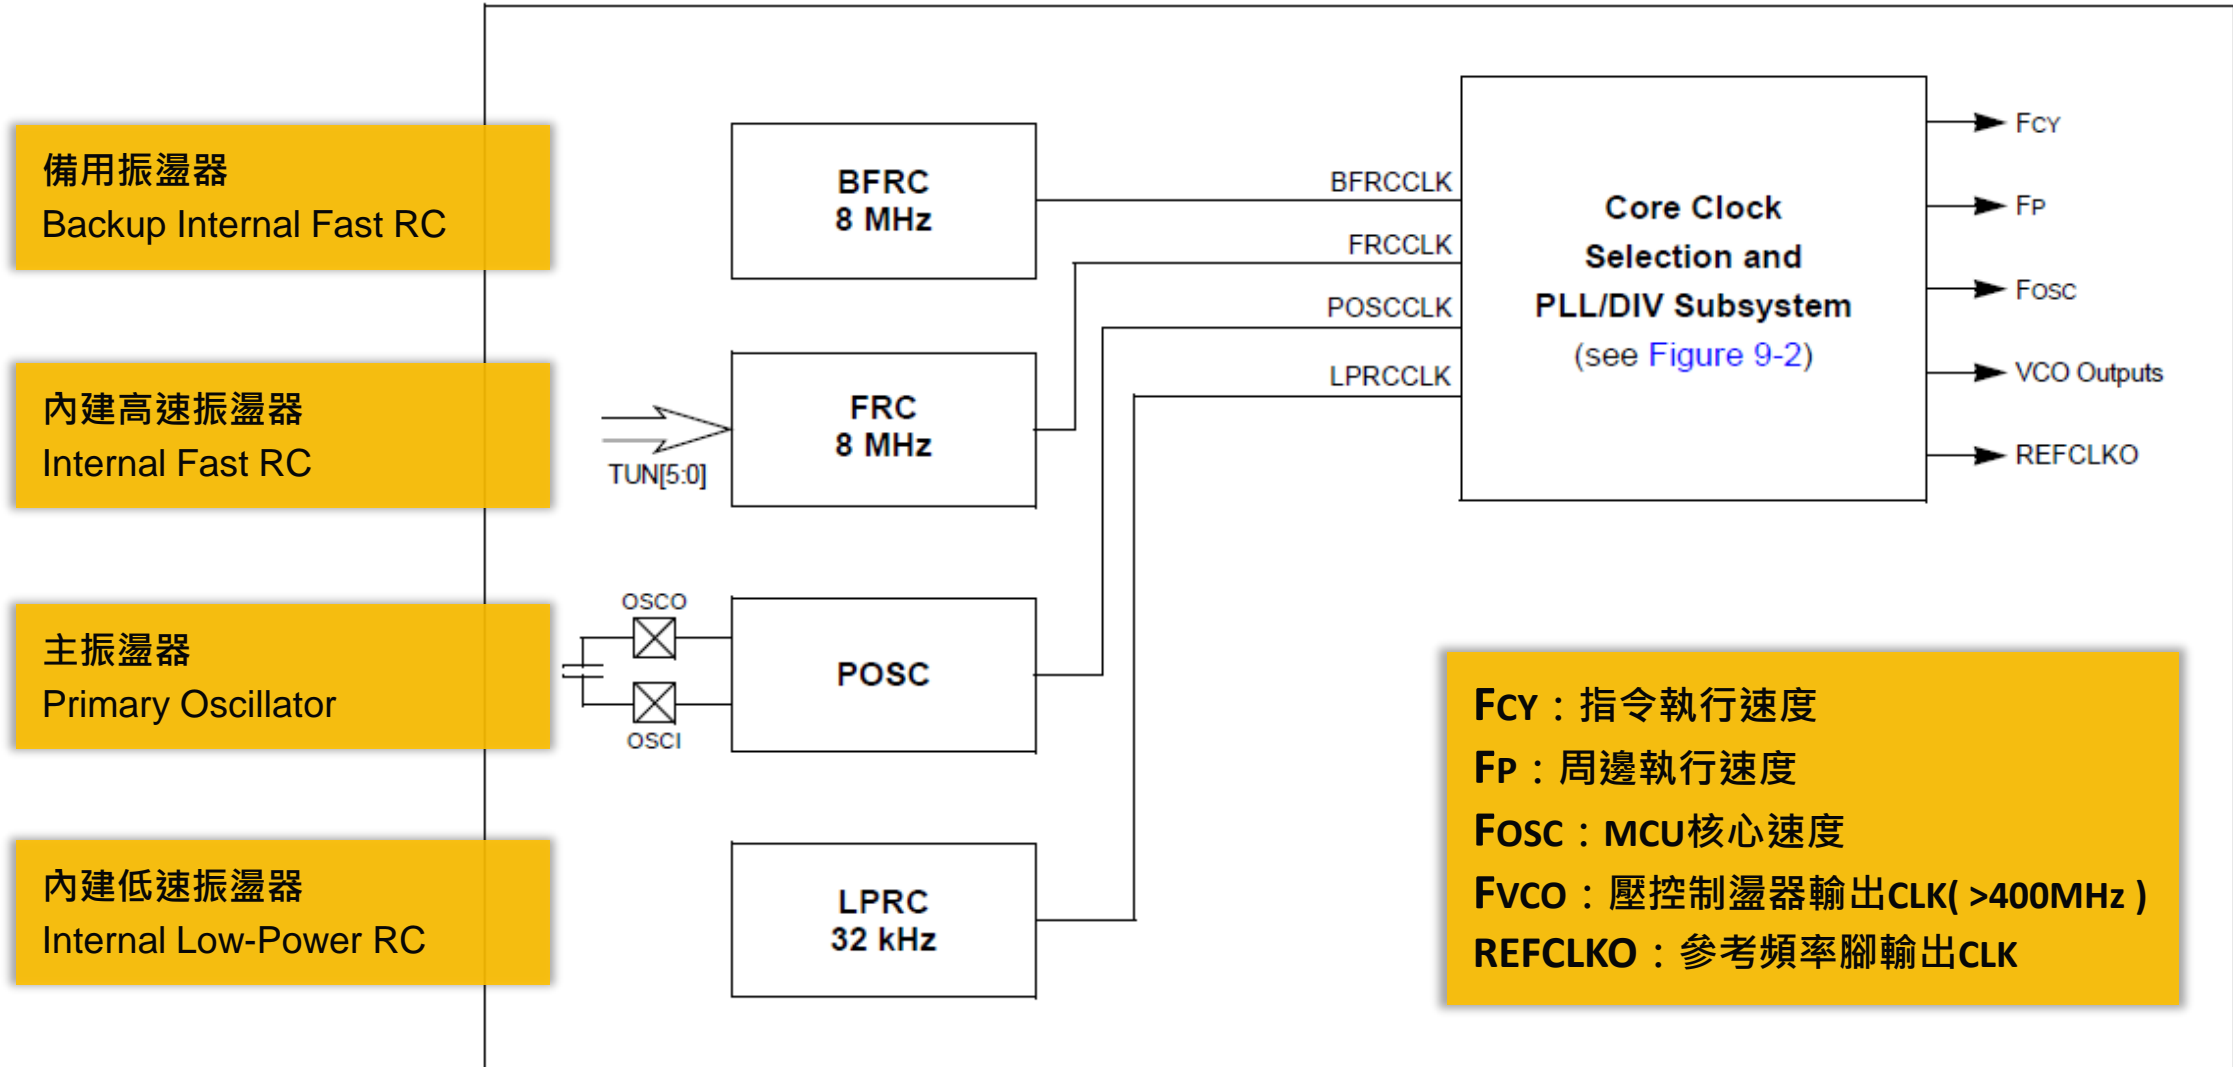 備用振盪器
Backup Internal Fast RC
內建高速振盪器
Internal Fast RC
主振盪器
Primary Oscillator
內建低速振盪器
Internal Low-Power RC
BFRC
8 MHz
TUN[5:0]
FRC
8 MHz
OSCO
OSCI
POSC
LPRC
32 kHz
BFRCCLK
FRCCLK
POSCCLK
LPRCCLK
Core Clock
Selection and
PLL/DIV Subsystem
(see Figure 9-2)
FCY
FP
FOSC
VCO Outputs
REFCLKO
FCY：指令執行速度
FP：周邊執行速度
FOSC：MCU核心速度
FVCO：壓控制盪器輸出CLK( >400MHz )
REFCLKO：參考頻率腳輸出CLK